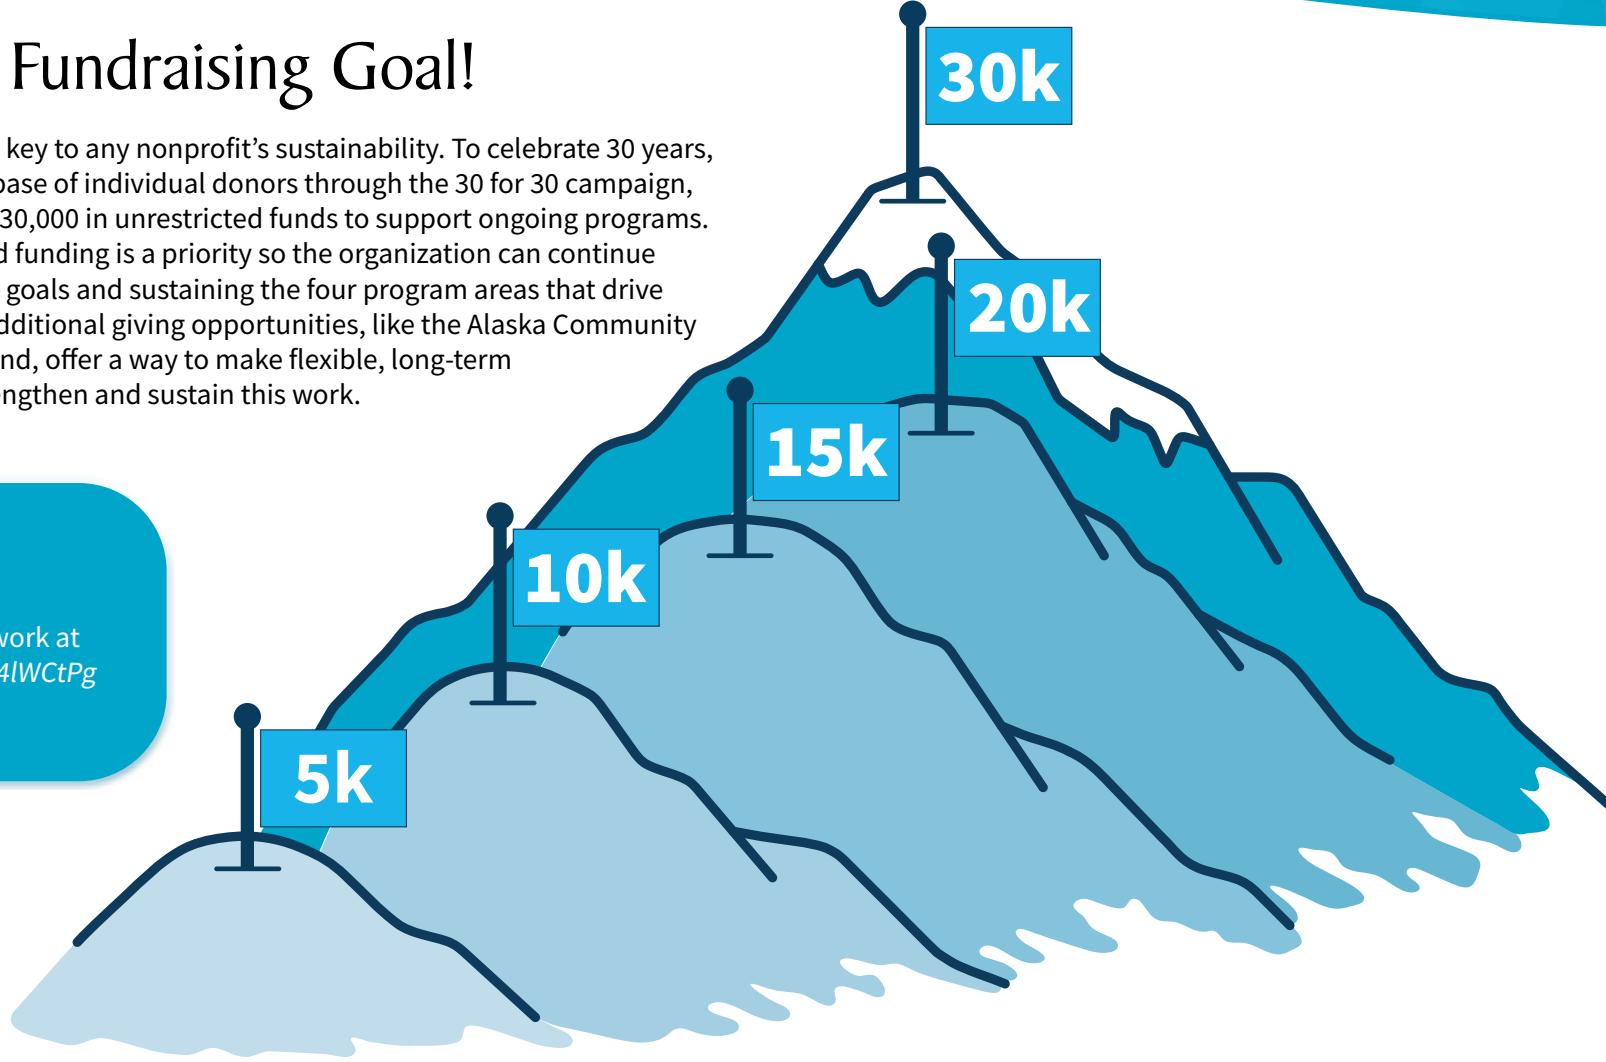 Fundraising Goal!
key to any nonprofit’s sustainability. To celebrate 30 years,
base of individual donors through the 30 for 30 campaign,
30,000 in unrestricted funds to support ongoing programs.
d funding is a priority so the organization can continue
goals and sustaining the four program areas that drive
dditional giving opportunities, like the Alaska Community
nd, offer a way to make flexible, long-term
engthen and sustain this work.
30k
20k
15k
10k
5k
work at
4lWCtPg